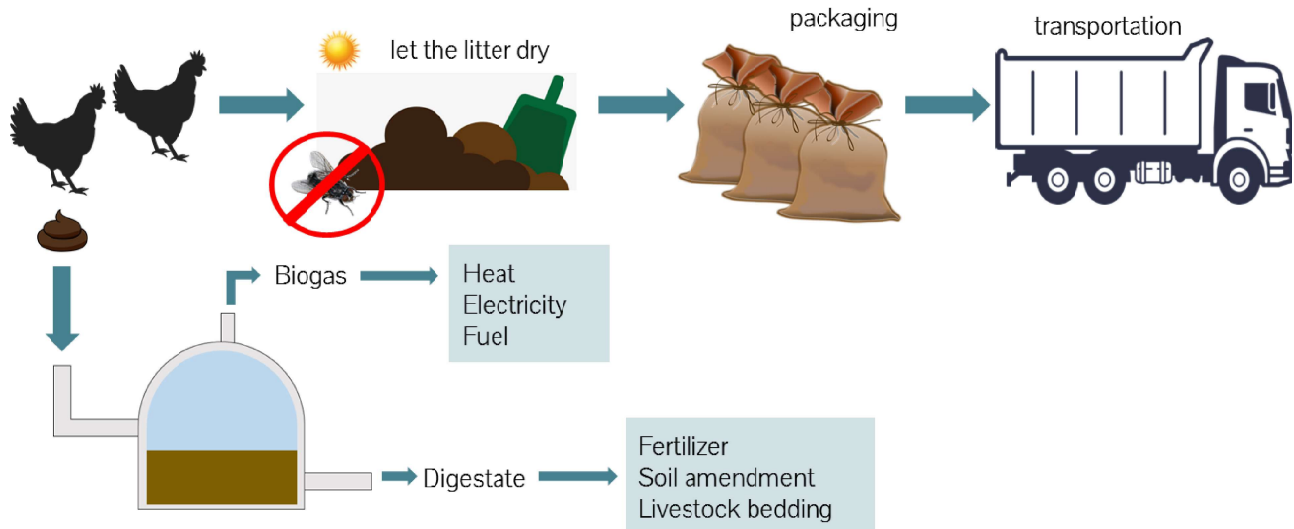 packaging
transportation
let the litter dry
Biogas
Heat
Electricity
Fuel
Digestate
Fertilizer
Soil amendment
Livestock bedding